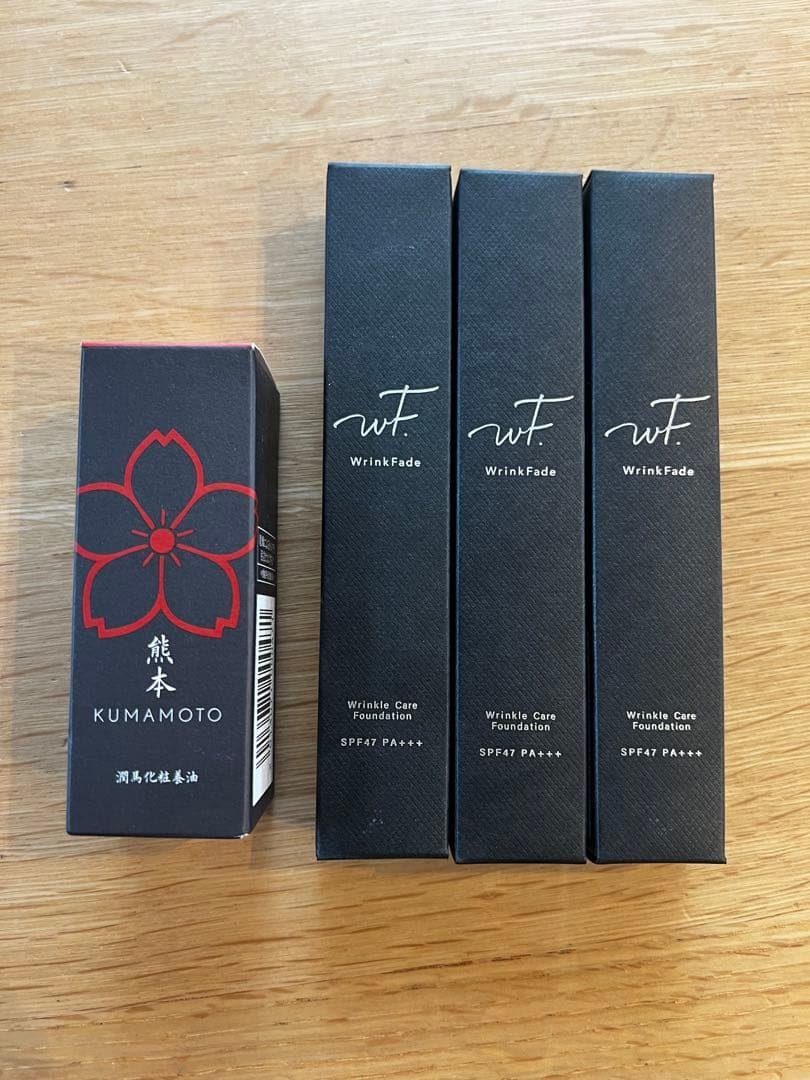 熊本
KUMAMOTO
潤馬化粧養油
WF.
WrinkFade
Wrinkle Care
Foundation
SPF47 PA+++
WF.
WrinkFade
Wrinkle Care
Foundation
SPF47 PA+++
WF.
WrinkFade
Wrinkle Care
Foundation
SPF47 PA+++